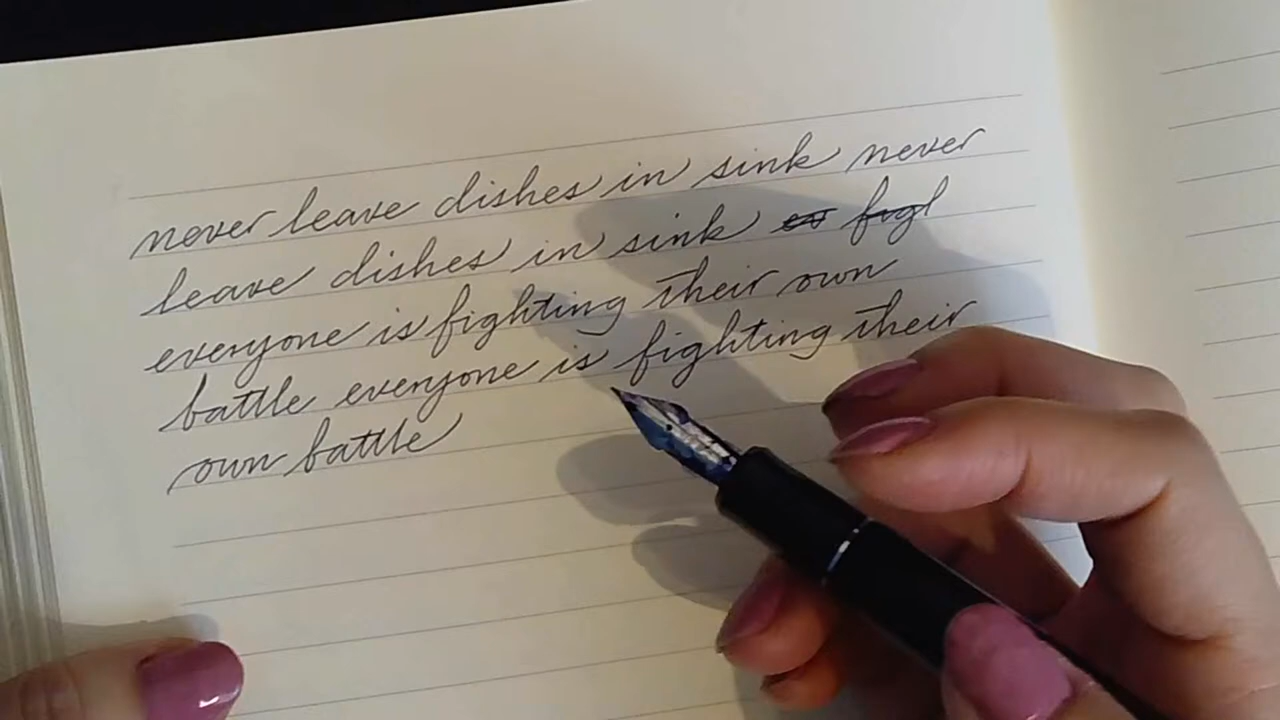 never leave dishes in sink never
leave dishes in sink
everyone is fighting their own
battle everyone is fighting their
own battle